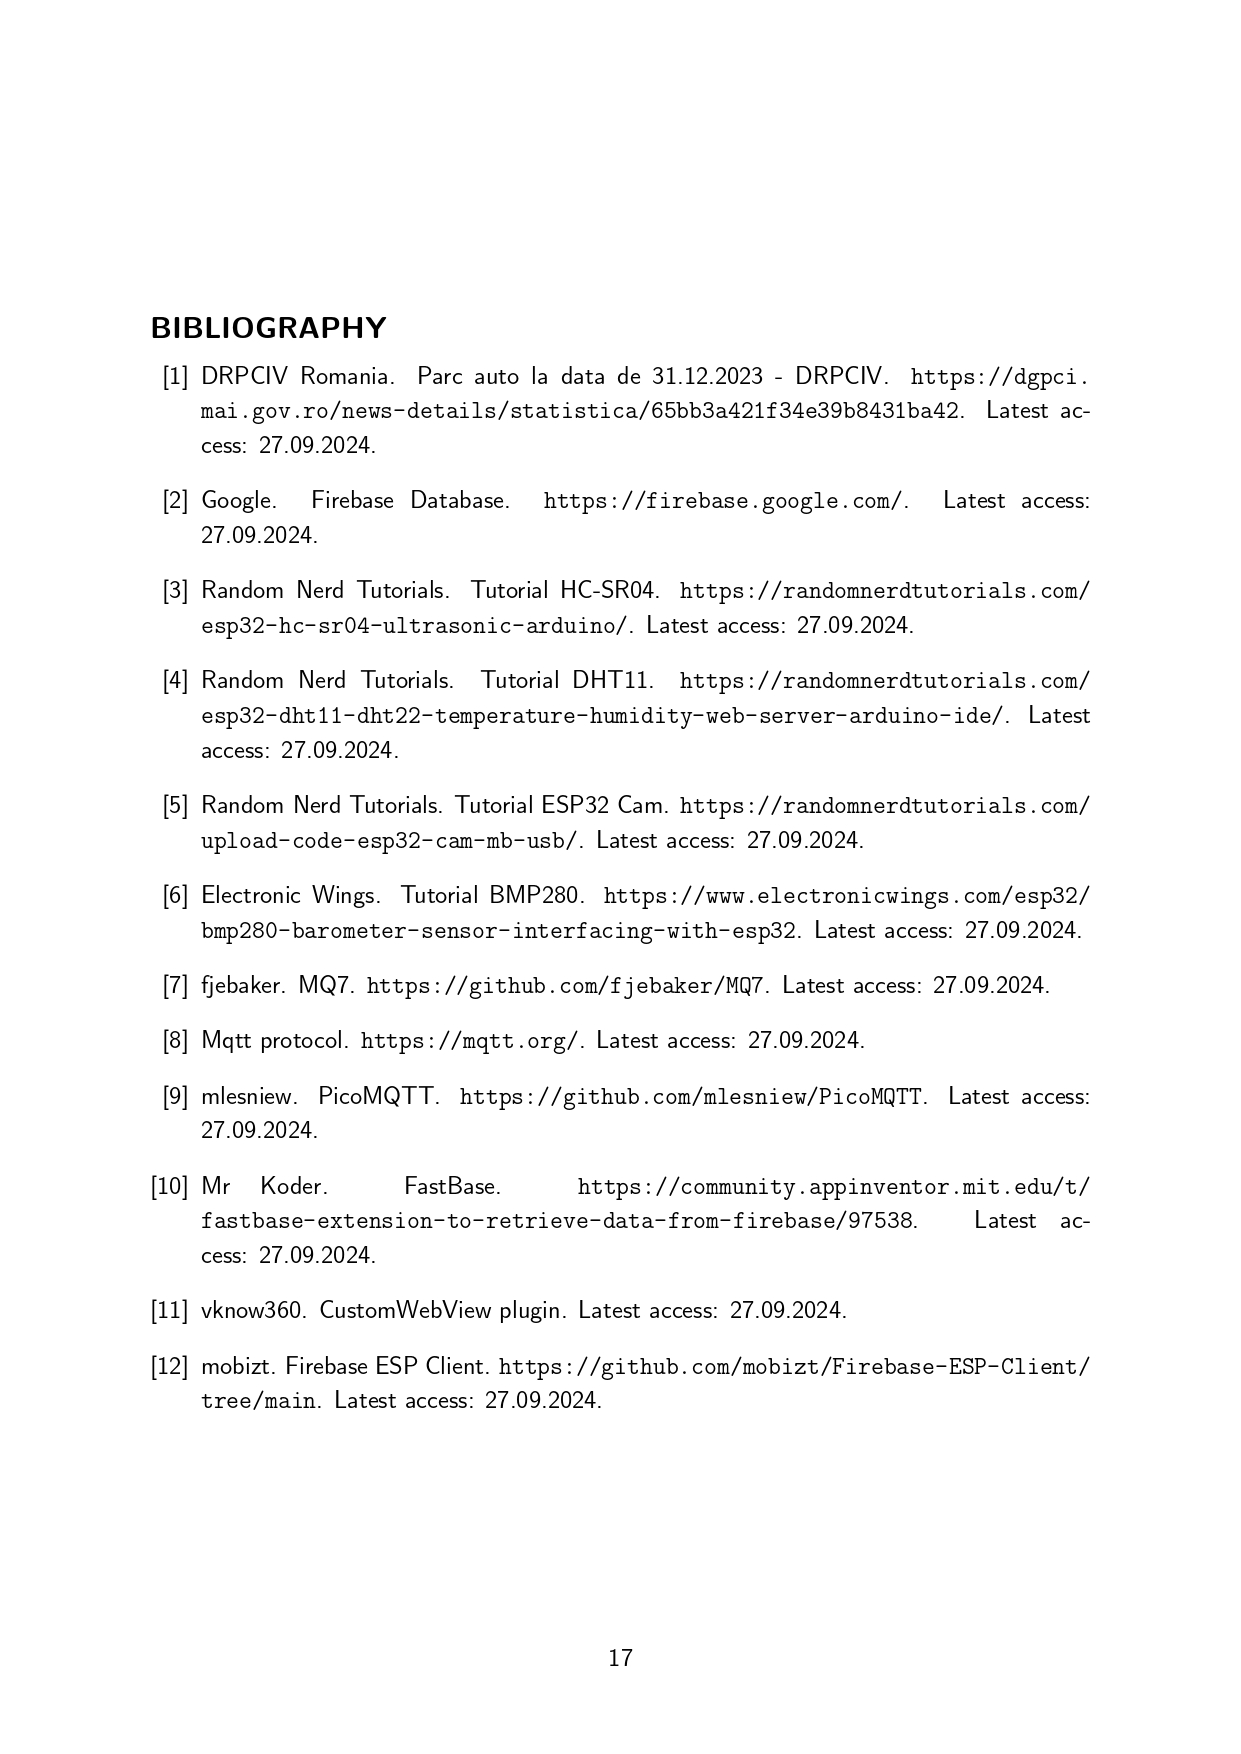 BIBLIOGRAPHY
[1] DRPCIV Romania. Parc auto la data de 31.12.2023 - DRPCIV. https://dgpci.
mai.gov.ro/news-details/statistica/65bb3a421f34e39b8431ba42. Latest ac-
cess: 27.09.2024.
[2] Google. Firebase Database. https://firebase.google.com/. Latest access:
27.09.2024.
[3] Random Nerd Tutorials. Tutorial HC-SR04. https://randomnerdtutorials.com/
esp32-hc-sr04-ultrasonic-arduino/. Latest access: 27.09.2024.
[4] Random Nerd Tutorials. Tutorial DHT11. https://randomnerdtutorials.com/
esp32-dht11-dht22-temperature-humidity-web-server-arduino-ide/. Latest
access: 27.09.2024.
[5] Random Nerd Tutorials. Tutorial ESP32 Cam. https://randomnerdtutorials.com/
upload-code-esp32-cam-mb-usb/. Latest access: 27.09.2024.
[6] Electronic Wings. Tutorial BMP280. https://www.electronicwings.com/esp32/
bmp280-barometer-sensor-interfacing-with-esp32. Latest access: 27.09.2024.
[7] fjebaker. MQ7. https://github.com/fjebaker/MQ7. Latest access: 27.09.2024.
[8] Mqtt protocol. https://mqtt.org/. Latest access: 27.09.2024.
[9] mlesniew. PicoMQTT. https://github.com/mlesniew/PicoMQTT. Latest access:
27.09.2024.
[10] Mr Koder. FastBase. https://community.appinventor.mit.edu/t/
fastbase-extension-to-retrieve-data-from-firebase/97538. Latest ac-
cess: 27.09.2024.
[11] vknow360. CustomWebView plugin. Latest access: 27.09.2024.
[12] mobizt. Firebase ESP Client. https://github.com/mobizt/Firebase-ESP-Client/
tree/main. Latest access: 27.09.2024.
17